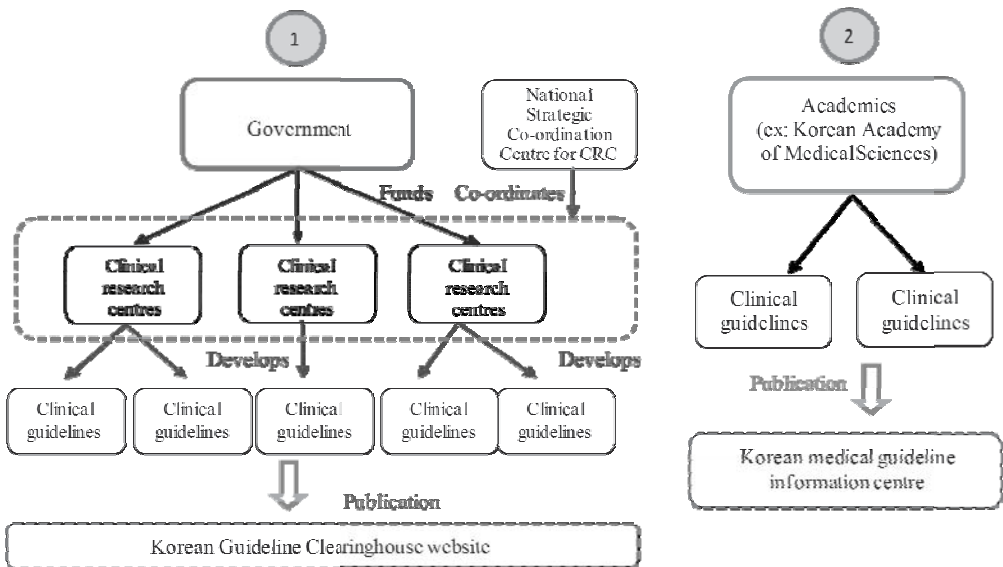 1
Government
National
Strategic
Co-ordination
Centre for CRC
Funds
Co-ordinates
Clinical
research
centres
Clinical
research
centres
Clinical
research
centres
Develops
Develops
Clinical
guidelines
Clinical
guidelines
Clinical
guidelines
Clinical
guidelines
Clinical
guidelines
Publication
Korean Guideline Clearinghouse website
2
Academics
(ex: Korean Academy
of MedicalSciences)
Clinical
guidelines
Clinical
guidelines
Publication
Korean medical guideline
information centre